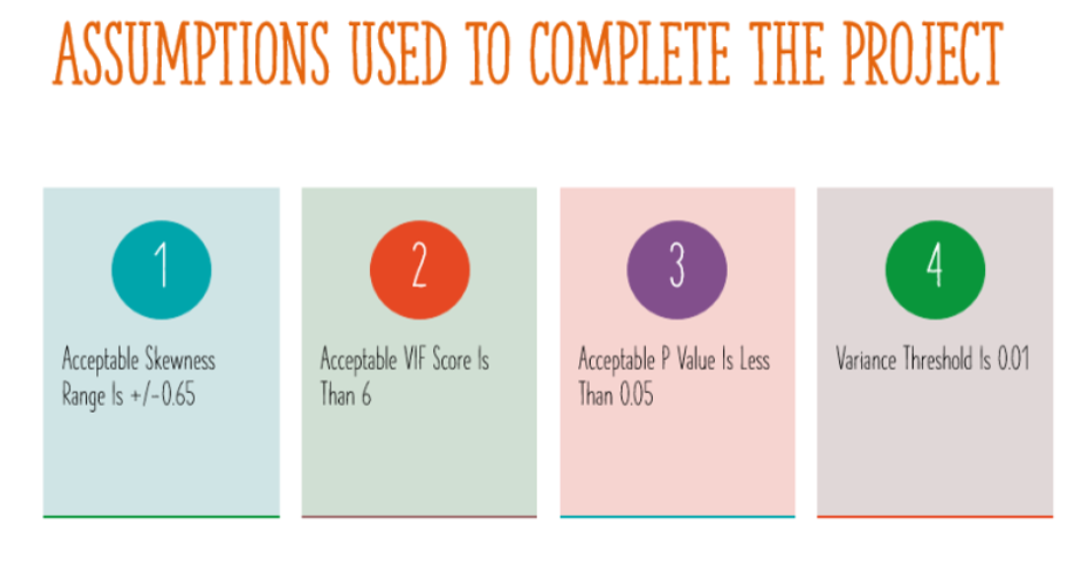 ASSUMPTIONS USED TO COMPLETE THE PROJECT
1
Acceptable Skewness
Range Is +/-0.65
2
Acceptable VIF Score Is
Than 6
3
Acceptable P Value Is Less
Than 0.05
4
Variance Threshold Is 0.01